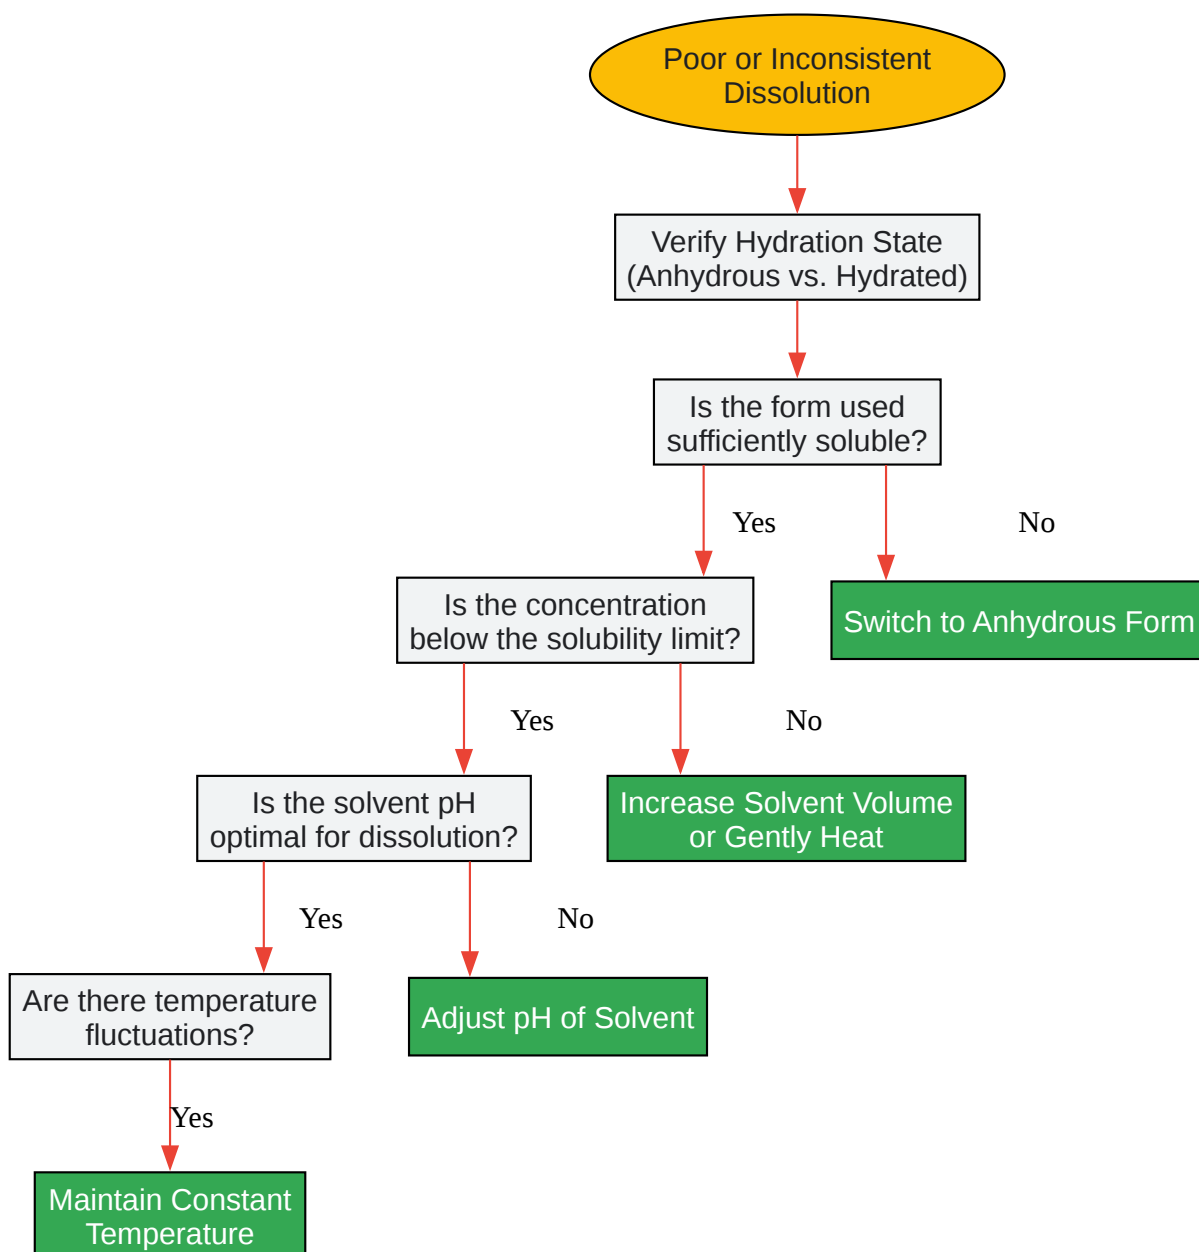 Poor or Inconsistent
Dissolution
Verify Hydration State
(Anhydrous vs. Hydrated)
Is the form used
sufficiently soluble?
Yes
No
Is the concentration
below the solubility limit?
Switch to Anhydrous Form
Yes
No
Is the solvent pH
optimal for dissolution?
Increase Solvent Volume
or Gently Heat
Yes
No
Are there temperature
fluctuations?
Adjust pH of Solvent
Yes
Maintain Constant
Temperature